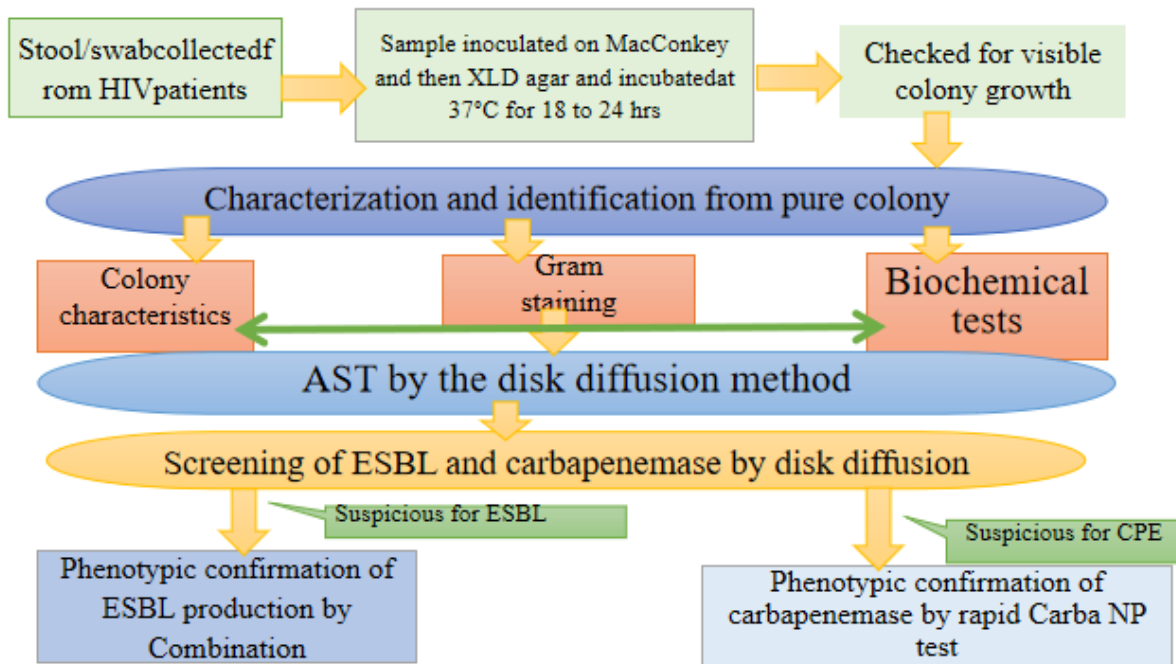 Stool/swabcollectedf
rom HIVpatients
Sample inoculated on MacConkey
and then XLD agar and incubatedat
37°C for 18 to 24 hrs
Checked for visible
colony growth
Characterization and identification from pure colony
Colony
characteristics
Gram
staining
Biochemical
tests
AST by the disk diffusion method
Screening of ESBL and carbapenemase by disk diffusion
Suspicious for ESBL
Suspicious for CPE
Phenotypic confirmation of
ESBL production by
Combination
Phenotypic confirmation of
carbapenemase by rapid Carba NP
test